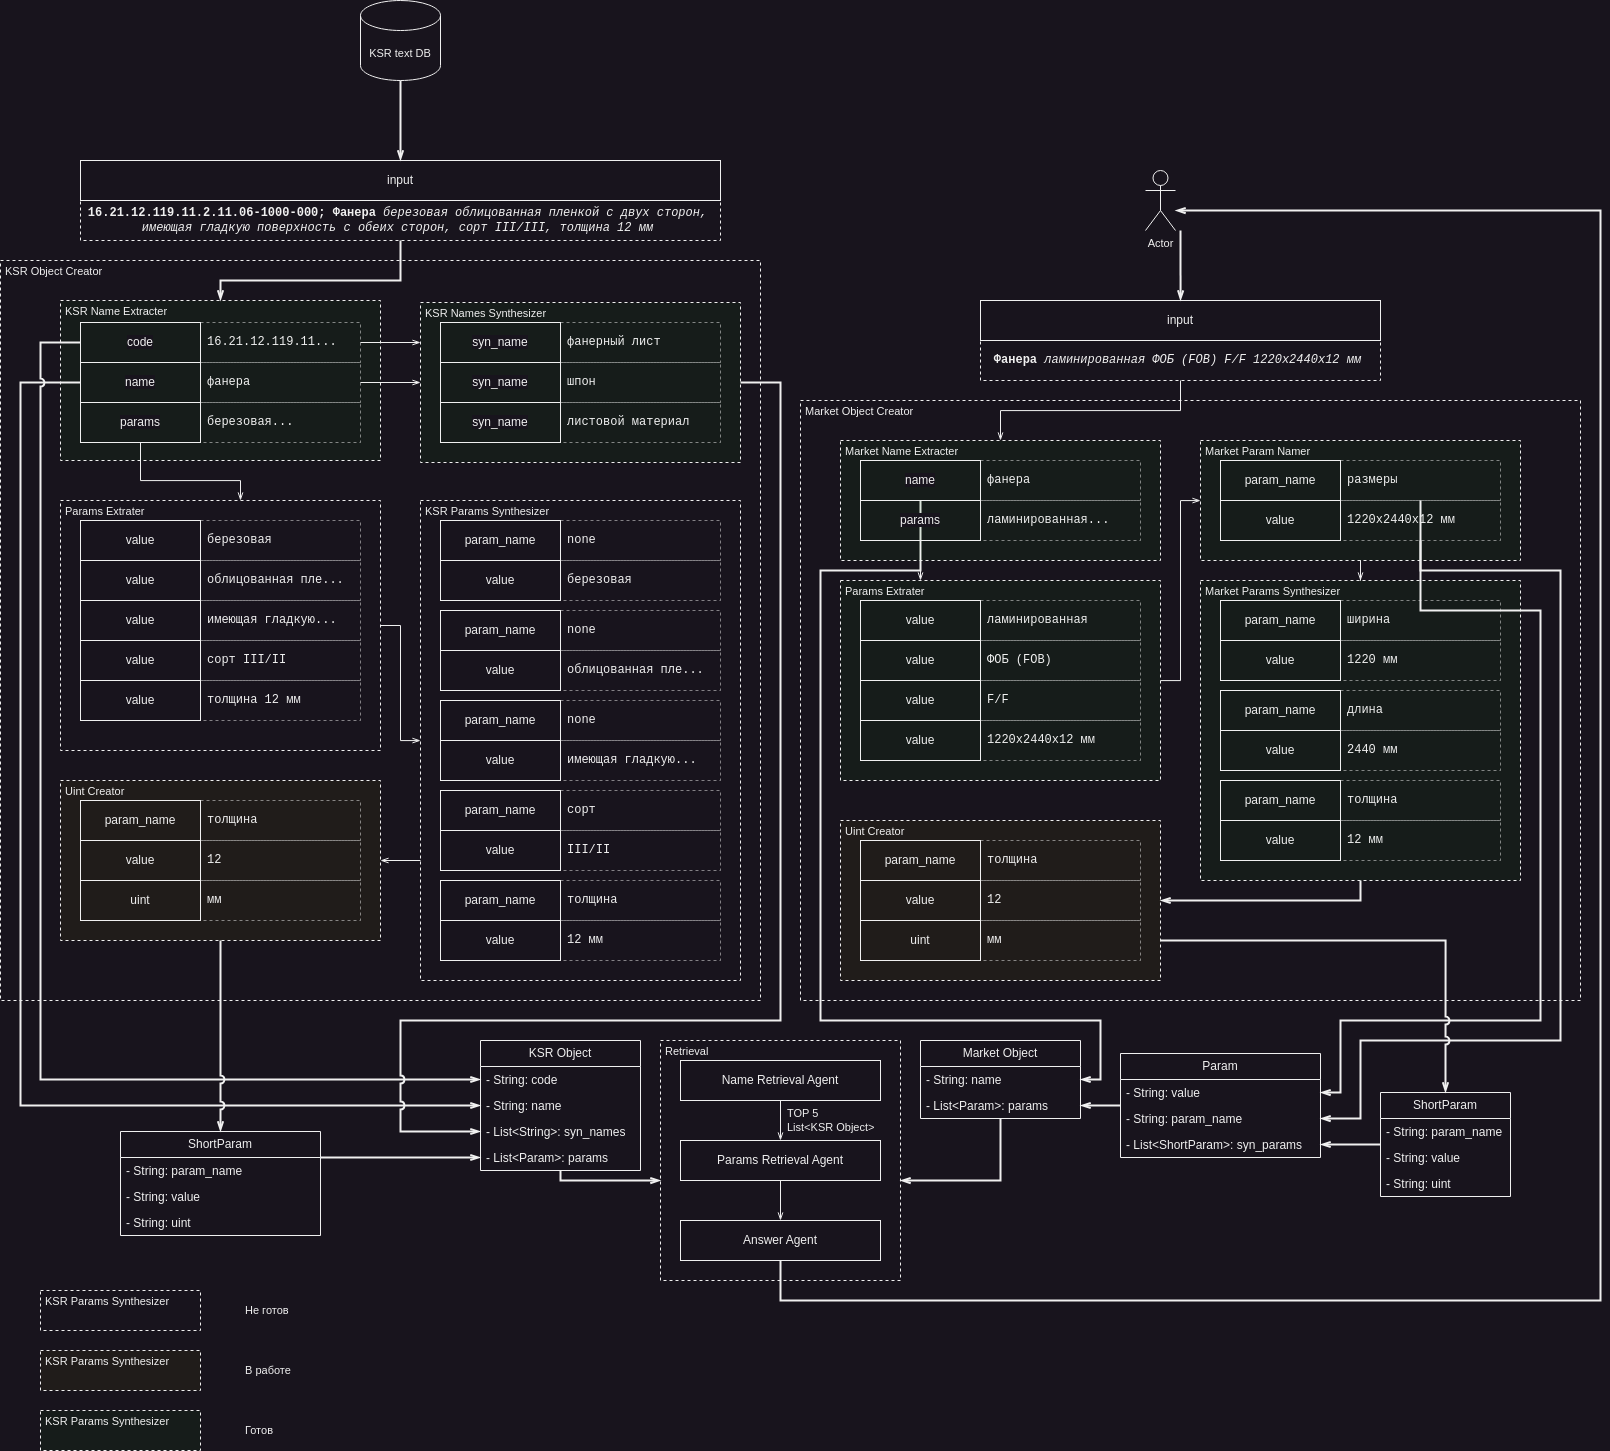 KSR text DB
input
16.21.12.119.11.2.11.06-1000-000; Фанера березовая облицованная пленкой с двух сторон,
имеющая гладкую поверхность с обеих сторон, сорт III/III, толщина 12 мм
KSR Object Creator
KSR Name Extracter
code
16.21.12.119.11...
name
фанера
params
березовая...
KSR Names Synthesizer
syn_name
фанерный лист
syn_name
шпон
syn_name
листовой материал
Params Extrater
value
березовая
value
облицованная пле...
value
имеющая гладкую...
value
сорт III/II
value
толщина 12 мм
KSR Params Synthesizer
param_name
none
value
березовая
param_name
none
value
облицованная пле...
param_name
none
value
имеющая гладкую...
param_name
сорт
value
III/II
param_name
толщина
value
12 мм
Uint Creator
param_name
толщина
value
12
uint
мм
Actor
input
Фанера ламинированная ФОБ (FOB) F/F 1220x2440x12 мм
Market Object Creator
Market Name Extracter
name
фанера
params
ламинированная...
Market Param Namer
param_name
размеры
value
1220x2440x12 мм
Params Extrater
value
ламинированная
value
ФОБ (FOB)
value
F/F
value
1220x2440x12 мм
Market Params Synthesizer
param_name
ширина
value
1220 мм
param_name
длина
value
2440 мм
param_name
толщина
value
12 мм
Uint Creator
param_name
толщина
value
12
uint
мм
KSR Object
- String: code
- String: name
- List<String>: syn_names
- List<Param>: params
ShortParam
- String: param_name
- String: value
- String: uint
Retrieval
Name Retrieval Agent
TOP 5
List<KSR Object>
Params Retrieval Agent
Answer Agent
Market Object
- String: name
- List<Param>: params
Param
- String: value
- String: param_name
- List<ShortParam>: syn_params
ShortParam
- String: param_name
- String: value
- String: uint
KSR Params Synthesizer
Не готов
KSR Params Synthesizer
В работе
KSR Params Synthesizer
Готов